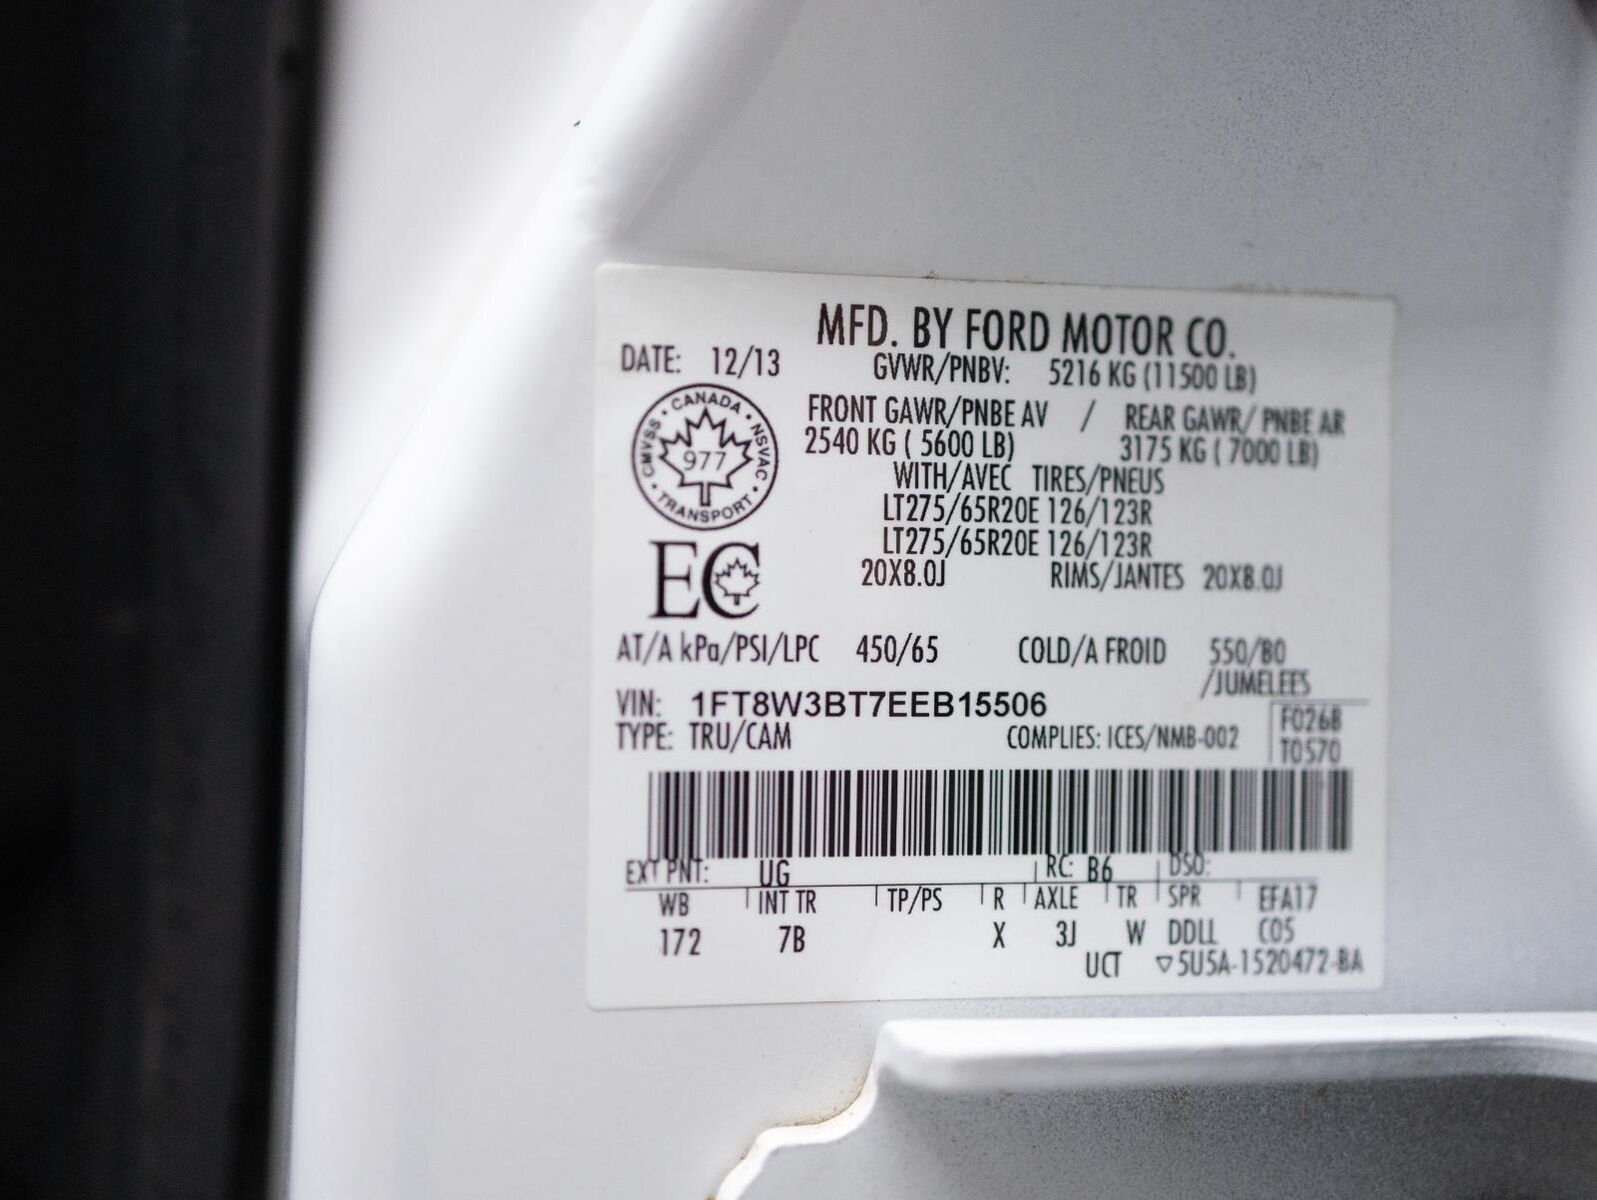 MFD. BY FORD MOTOR CO.
DATE: 12/13
GVWR/PNBV: 5216 KG (11500 LB)
FRONT GAWR/PNBE AV / REAR GAWR/ PNBE AR
2540 KG ( 5600 LB) 3175 KG ( 7000 LB)
WITH/AVEC TIRES/PNEUS
LT275/65R20E 126/123R
LT275/65R20E 126/123R
20X8.0J RIMS/JANTES 20X8.0J
• CANADA • NSVAC • TRANSPORT • CMVSS
977
EC
AT/A kPa/PSI/LPC 450/65 COLD/A FROID 550/80
/JUMELEES
VIN: 1FT8W3BT7EEB15506
F0268
TYPE: TRU/CAM COMPLIES: ICES/NMB-002
T0570
EXT PNT: UG RC: B6 DSO:
WB INT TR TP/PS R AXLE TR SPR EFA17
172 7B X 3J W DDLL C05
UCT ▽5U5A-1520472-BA